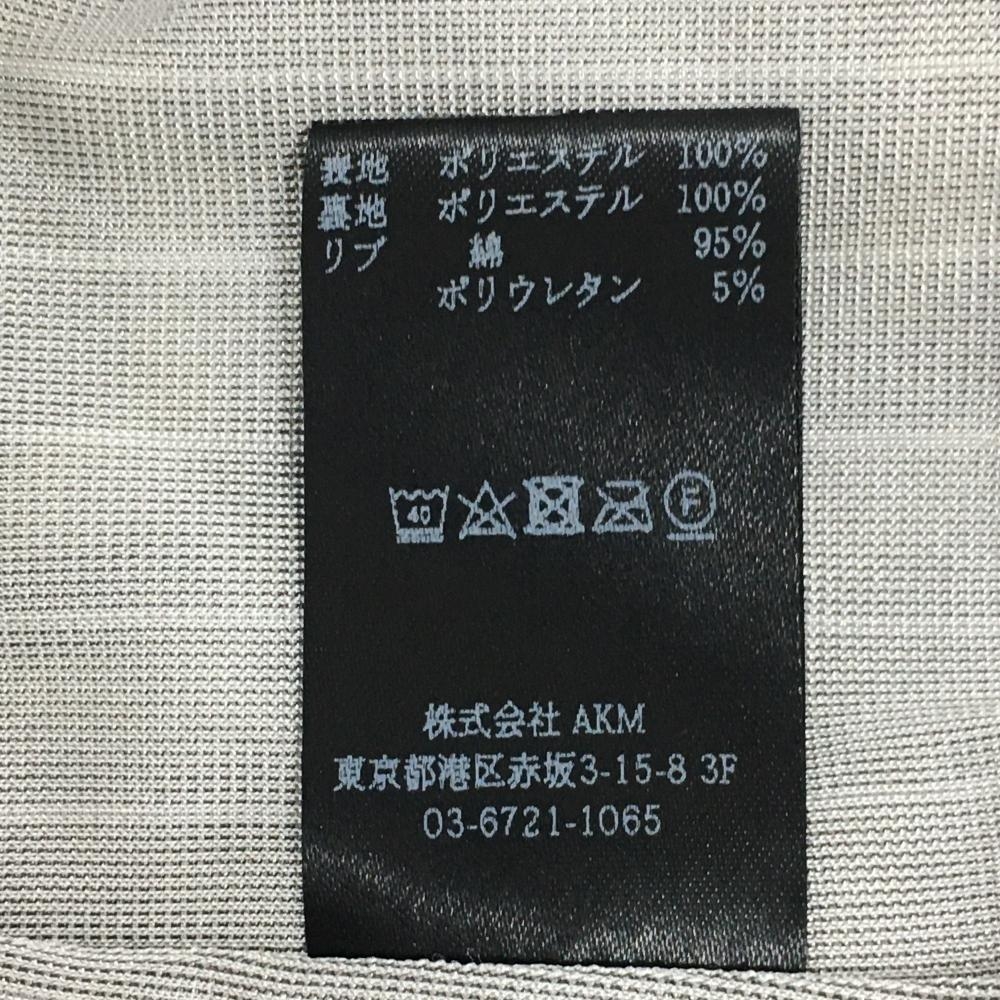 表地 ポリエステル 100%
裏地 ポリエステル 100%
リブ 綿 95%
ポリウレタン 5%
40 F
株式会社 AKM
東京都港区赤坂3-15-8 3F
03-6721-1065